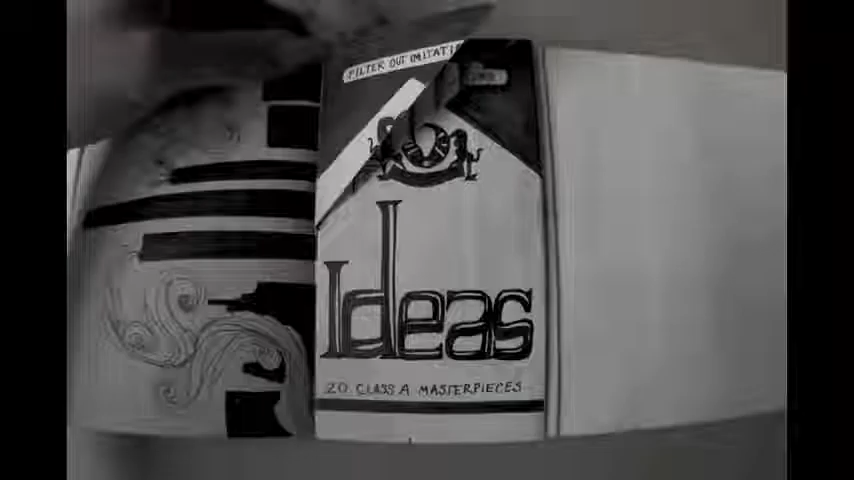 FILTER OUT IMITATI
Ideas
20 CLASS A MASTERPIECES